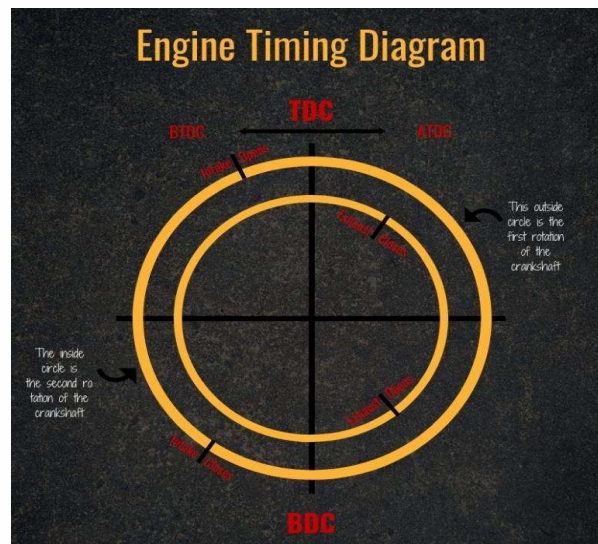 Engine Timing Diagram
TDC
BTDC
ATDC
Intake Opens
Exhaust Closes
This outside
circle is the
first rotation
of the
crankshaft
The inside
circle is
the second ro
tation of the
crankshaft
Exhaust Opens
Intake Closes
BDC